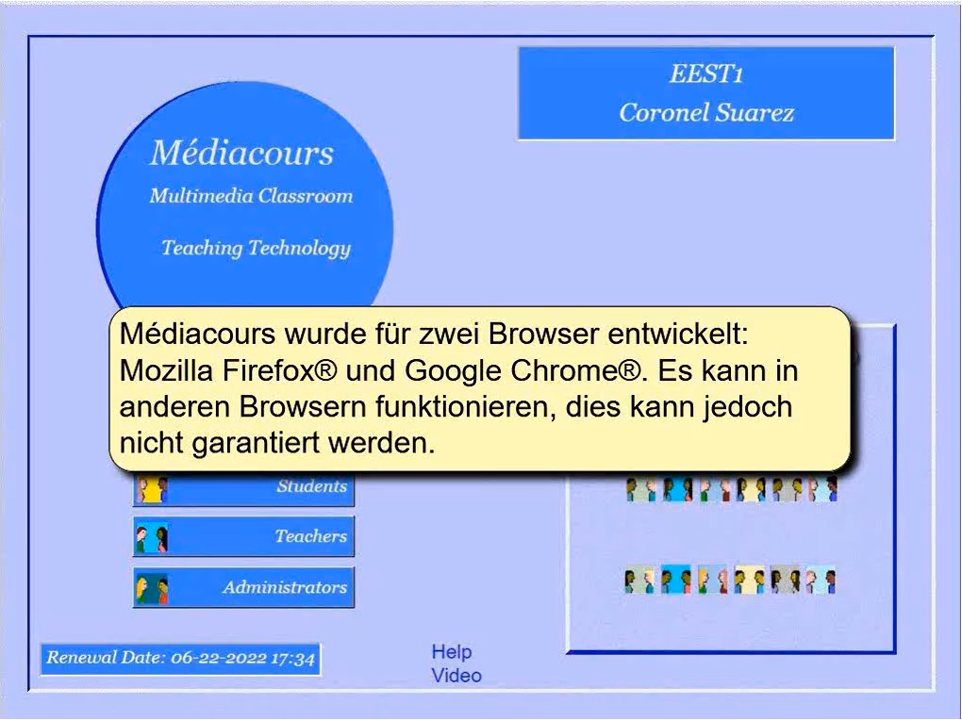 EEST1
Coronel Suarez
Médiacours
Multimedia Classroom
Teaching Technology
Médiacours wurde für zwei Browser entwickelt:
Mozilla Firefox® und Google Chrome®. Es kann in
anderen Browsern funktionieren, dies kann jedoch
nicht garantiert werden.
Students
Teachers
Administrators
Renewal Date: 06-22-2022 17:34
Help
Video